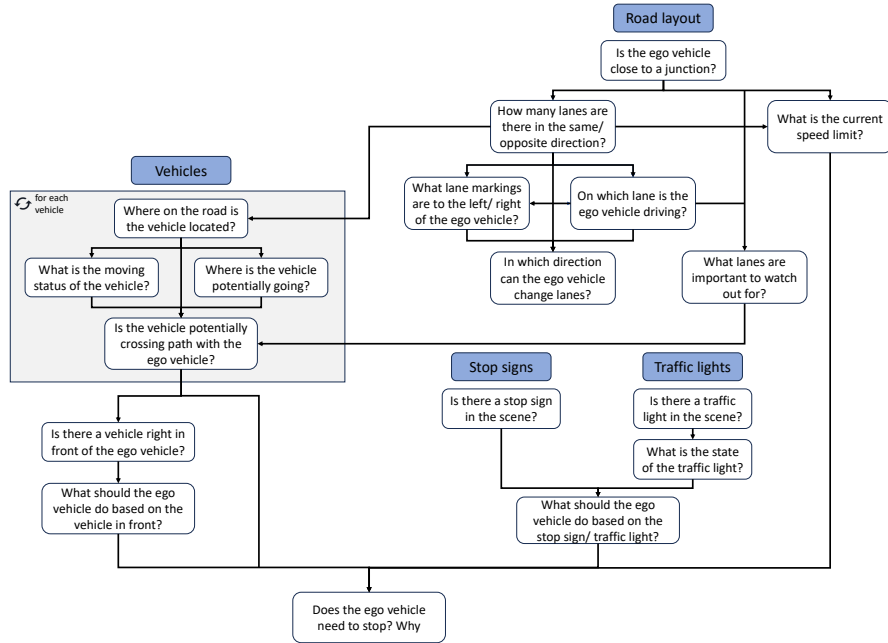 Road layout
Is the ego vehicle
close to a junction?
How many lanes are
there in the same/
opposite direction?
What is the current
speed limit?
Vehicles
for each
vehicle
Where on the road is
the vehicle located?
What lane markings
are to the left/ right
of the ego vehicle?
On which lane is the
ego vehicle driving?
What is the moving
status of the vehicle?
Where is the vehicle
potentially going?
In which direction
can the ego vehicle
change lanes?
What lanes are
important to watch
out for?
Is the vehicle potentially
crossing path with the
ego vehicle?
Stop signs
Traffic lights
Is there a stop sign
in the scene?
Is there a traffic
light in the scene?
Is there a vehicle right in
front of the ego vehicle?
What is the state
of the traffic light?
What should the ego
vehicle do based on the
vehicle in front?
What should the ego
vehicle do based on the
stop sign/ traffic light?
Does the ego vehicle
need to stop? Why